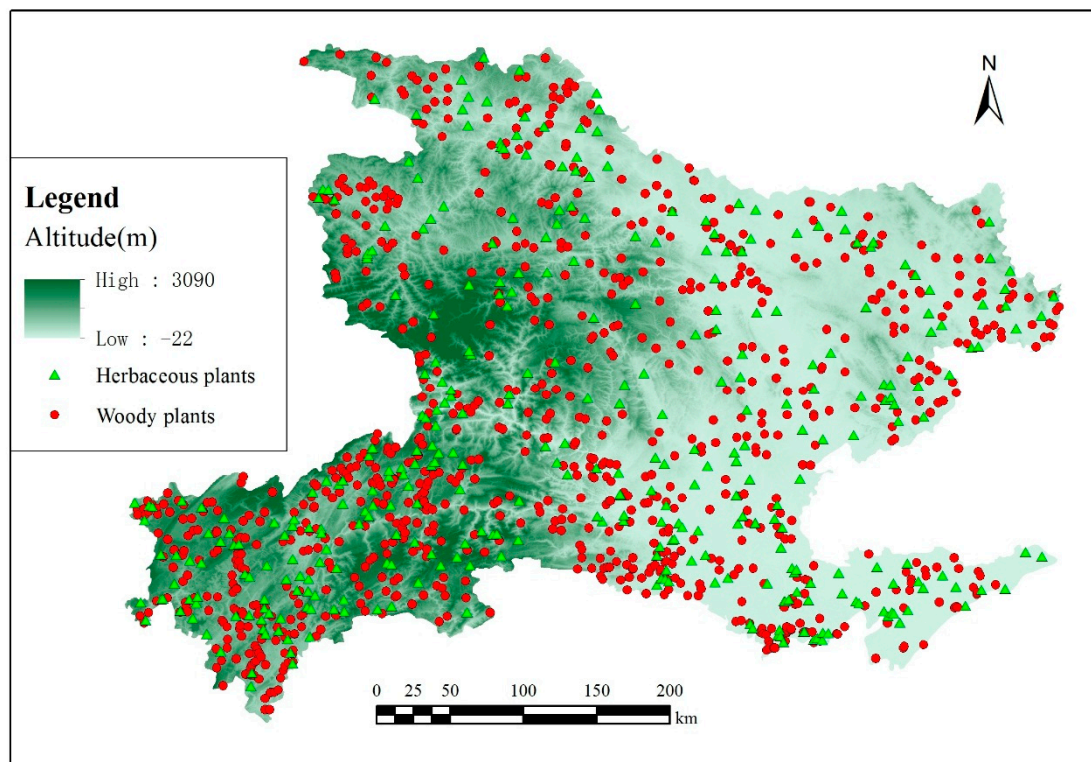 N
Legend
Altitude(m)
High : 3090
Low : -22
Herbaceous plants
Woody plants
0 25 50 100 150 200
km